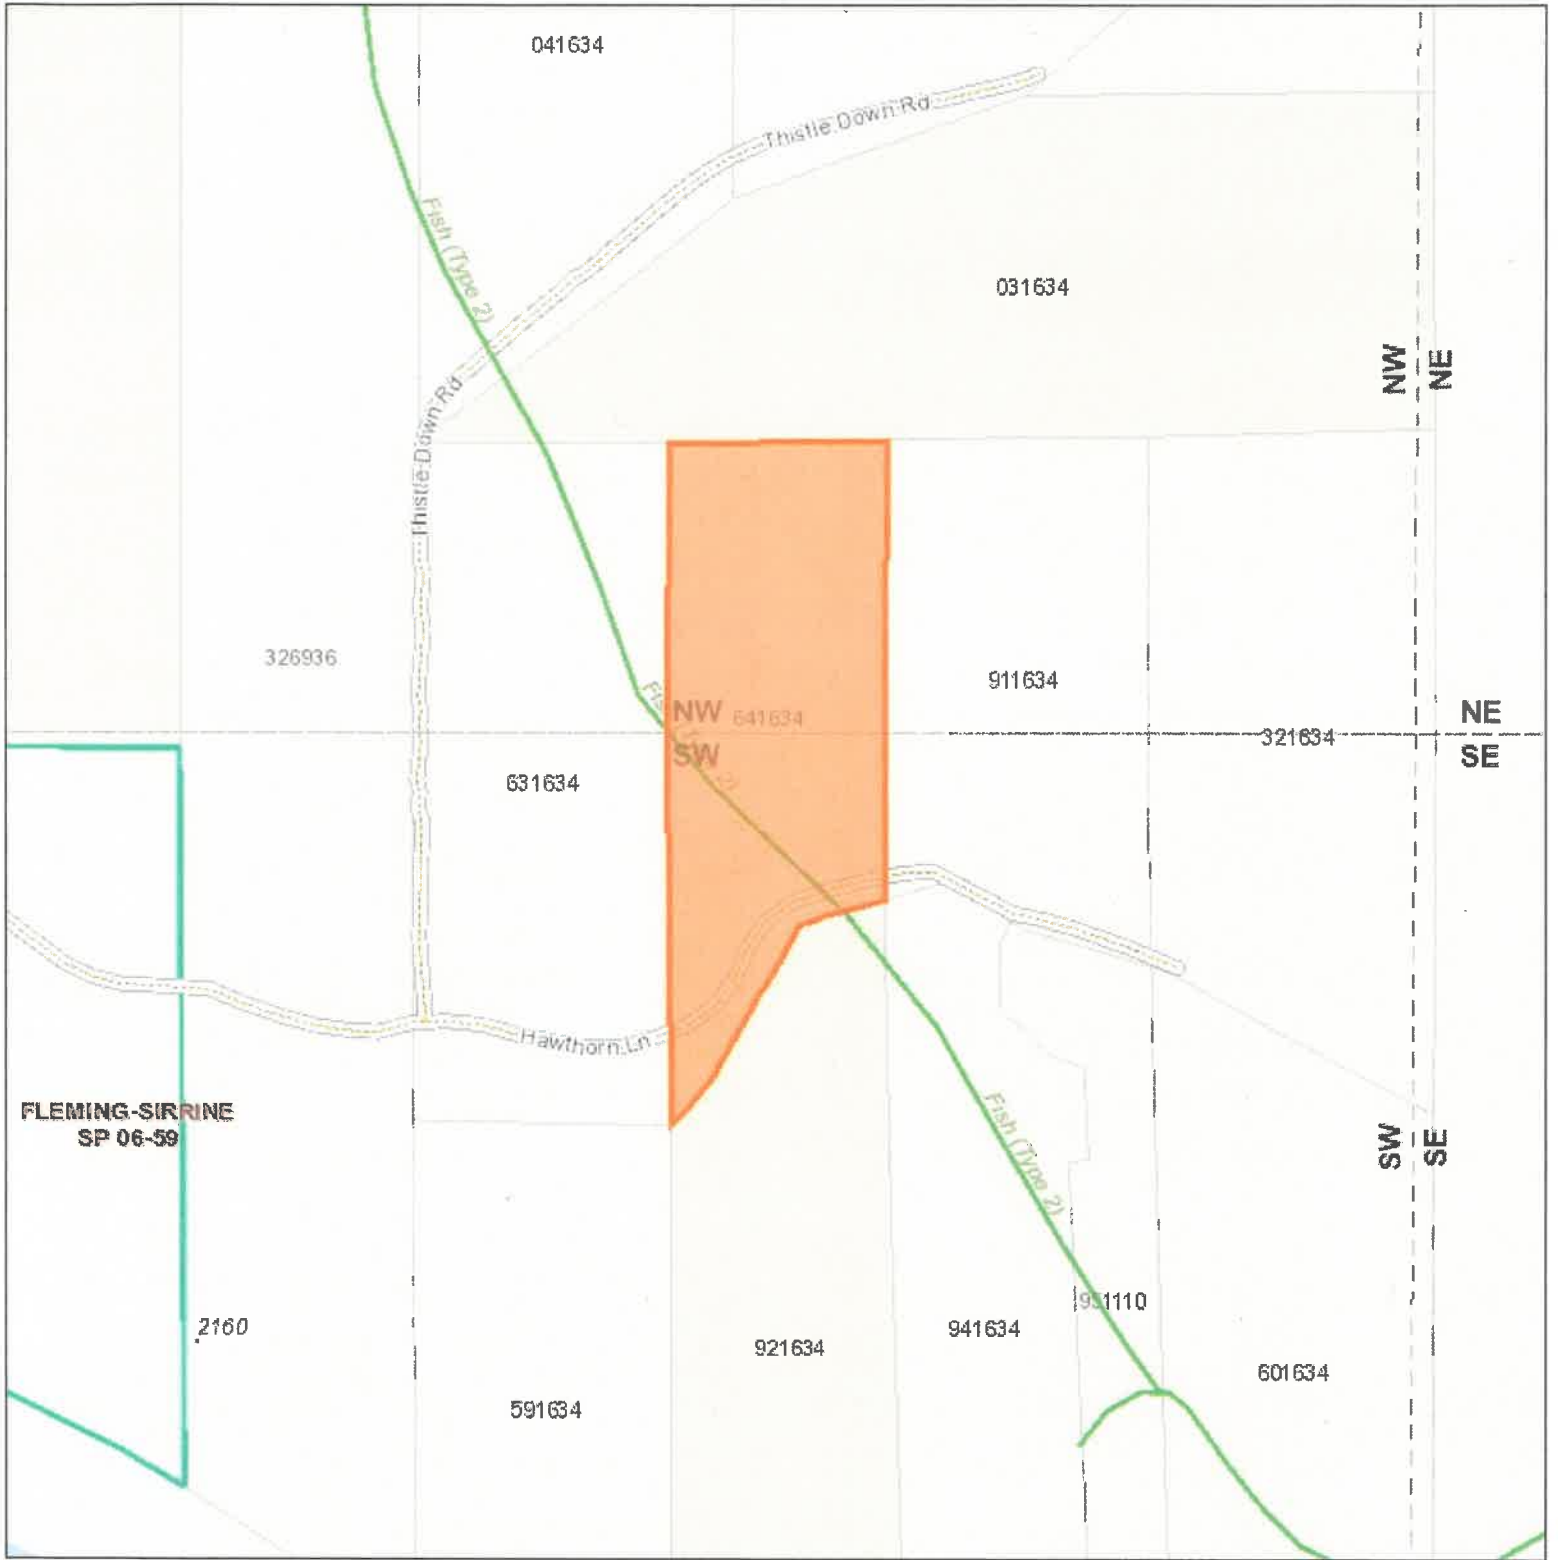 041634
Thistle Down Rd
Fish (Type 2)
031634
NW
NE
Thistle Down Rd
326936
911634
NW
641634
NE
SW
321634
SE
631634
Hawthorn Ln
FLEMING-SIRRINE
SP 06-59
Fish (Type 2)
SW
SE
951110
2160
941634
921634
601634
591634